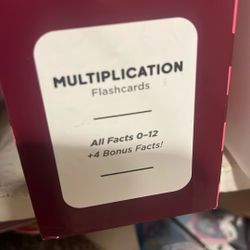 MULTIPLICATION
Flashcards
All Facts 0–12
+4 Bonus Facts!